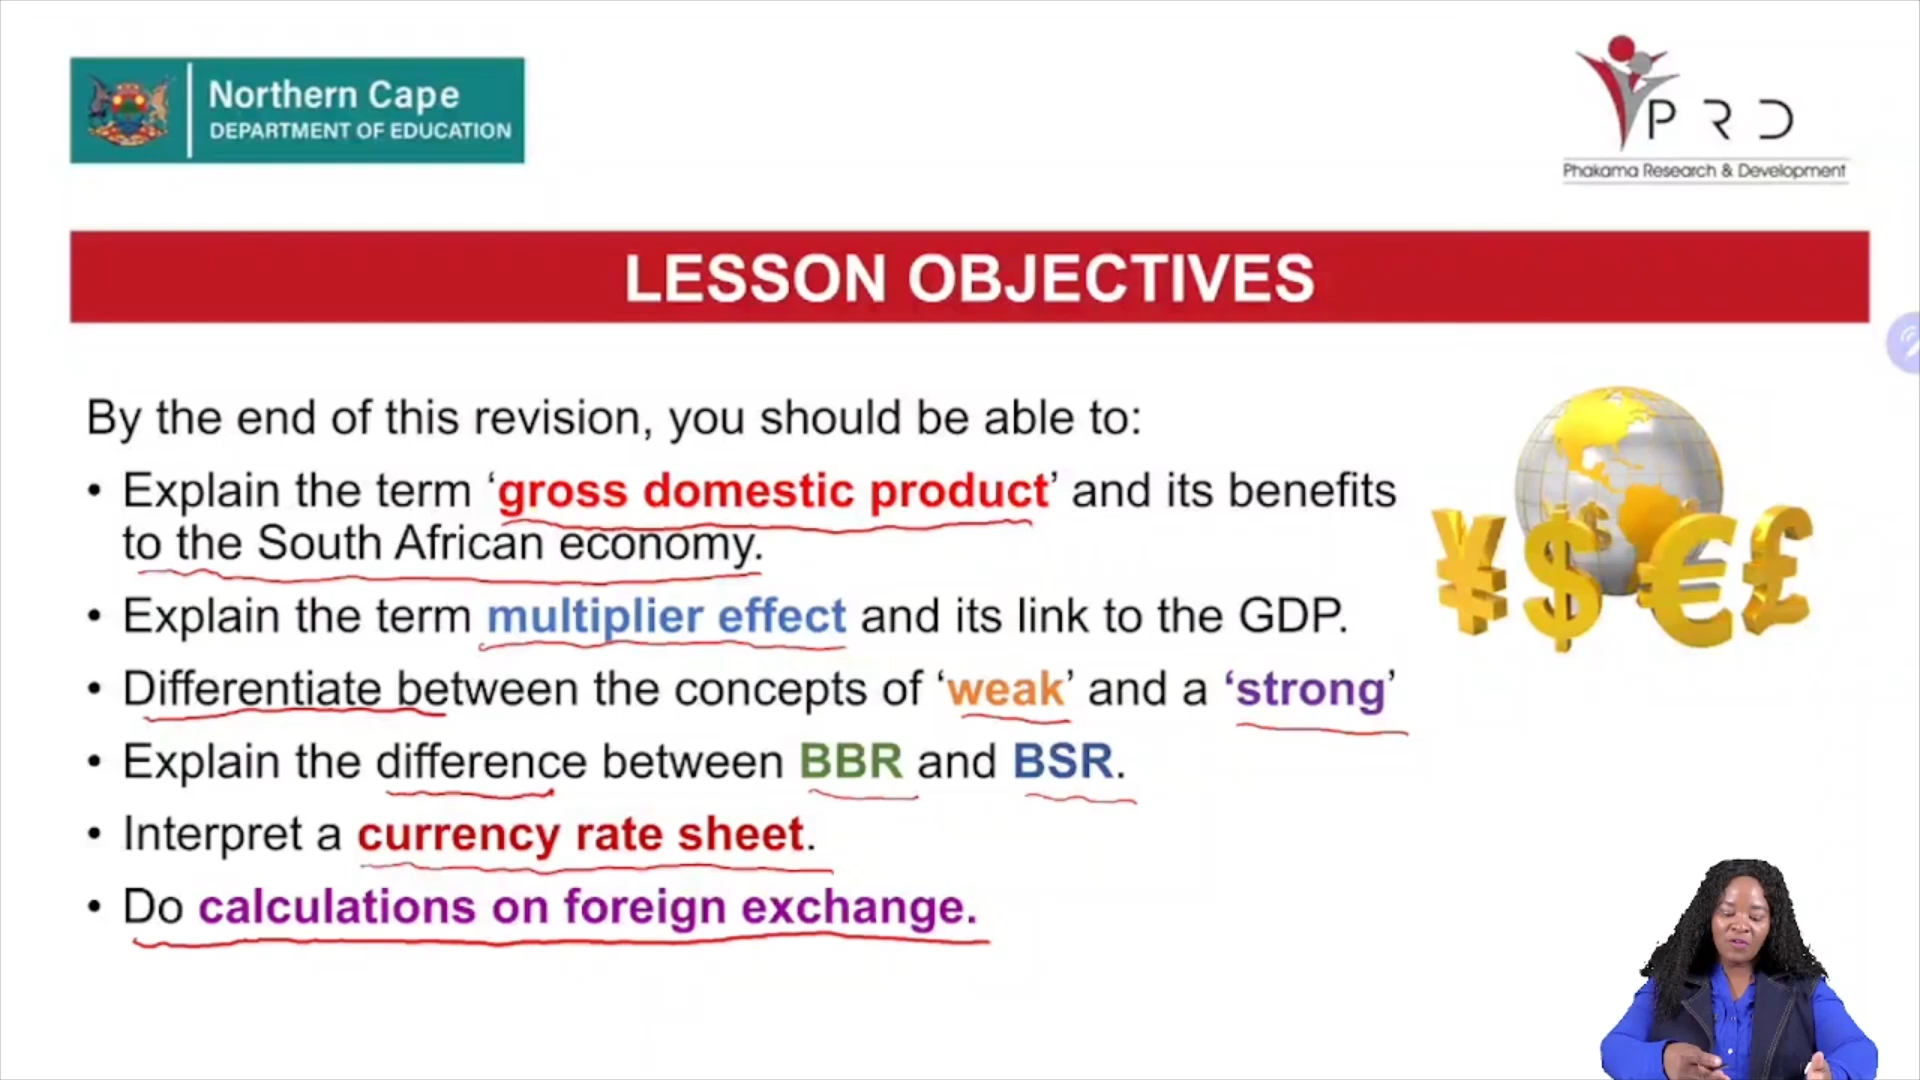 Northern Cape
DEPARTMENT OF EDUCATION
PRD
Phakama Research & Development
LESSON OBJECTIVES
By the end of this revision, you should be able to:
• Explain the term ‘gross domestic product’ and its benefits
to the South African economy.
• Explain the term multiplier effect and its link to the GDP.
• Differentiate between the concepts of ‘weak’ and a ‘strong’
• Explain the difference between BBR and BSR.
• Interpret a currency rate sheet.
• Do calculations on foreign exchange.
¥$€£